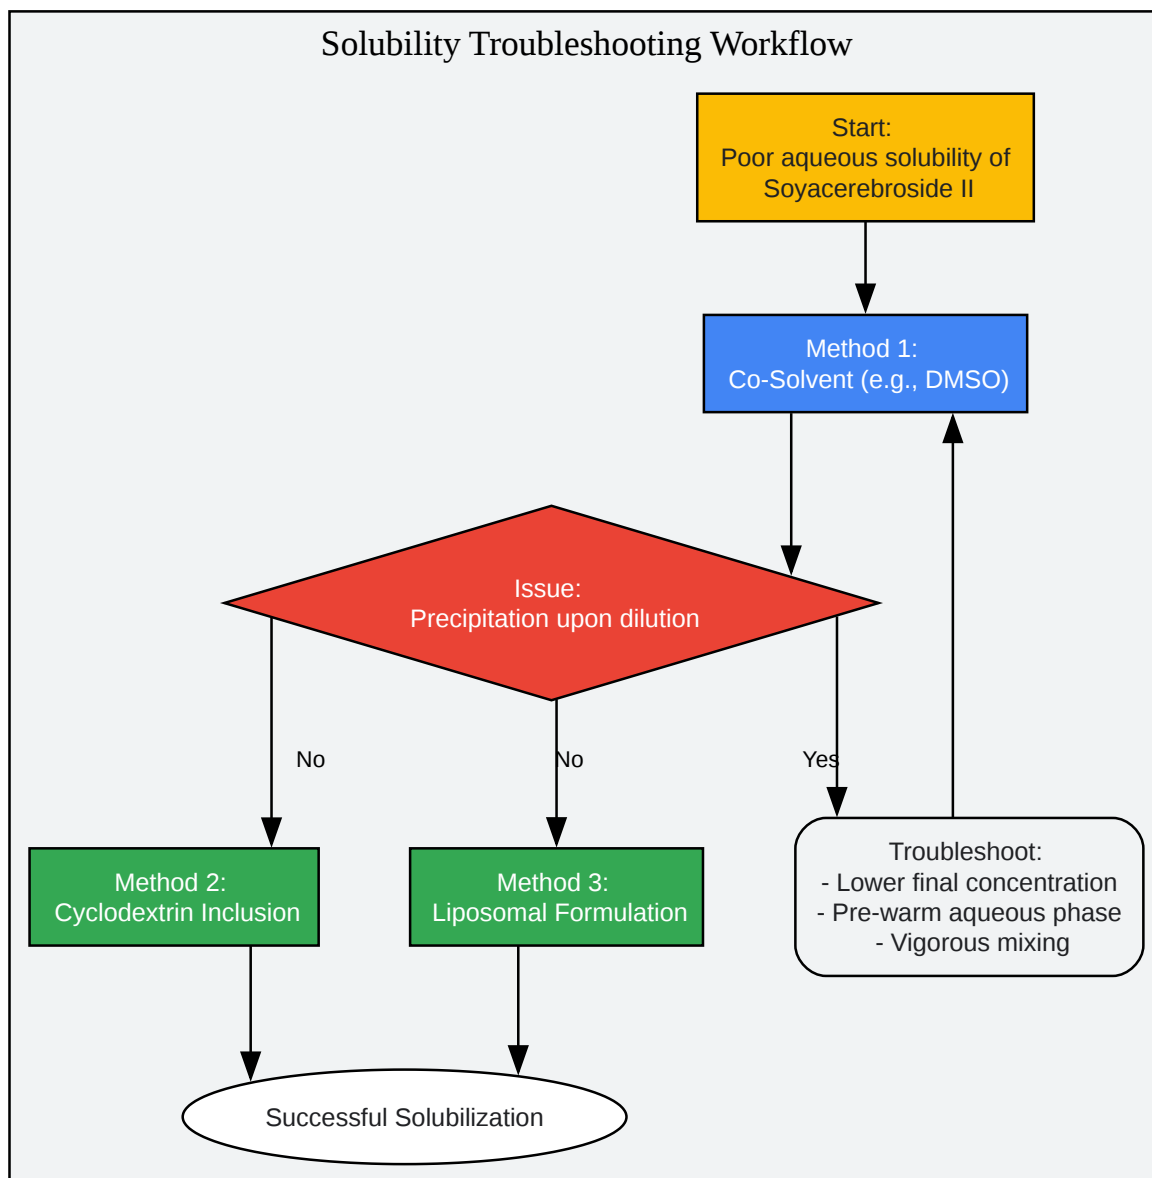 Solubility Troubleshooting Workflow
Start:
Poor aqueous solubility of
Soyacerebroside II
Method 1:
Co-Solvent (e.g., DMSO)
Issue:
Precipitation upon dilution
No
No
Yes
Method 2:
Cyclodextrin Inclusion
Method 3:
Liposomal Formulation
Troubleshoot:
- Lower final concentration
- Pre-warm aqueous phase
- Vigorous mixing
Successful Solubilization